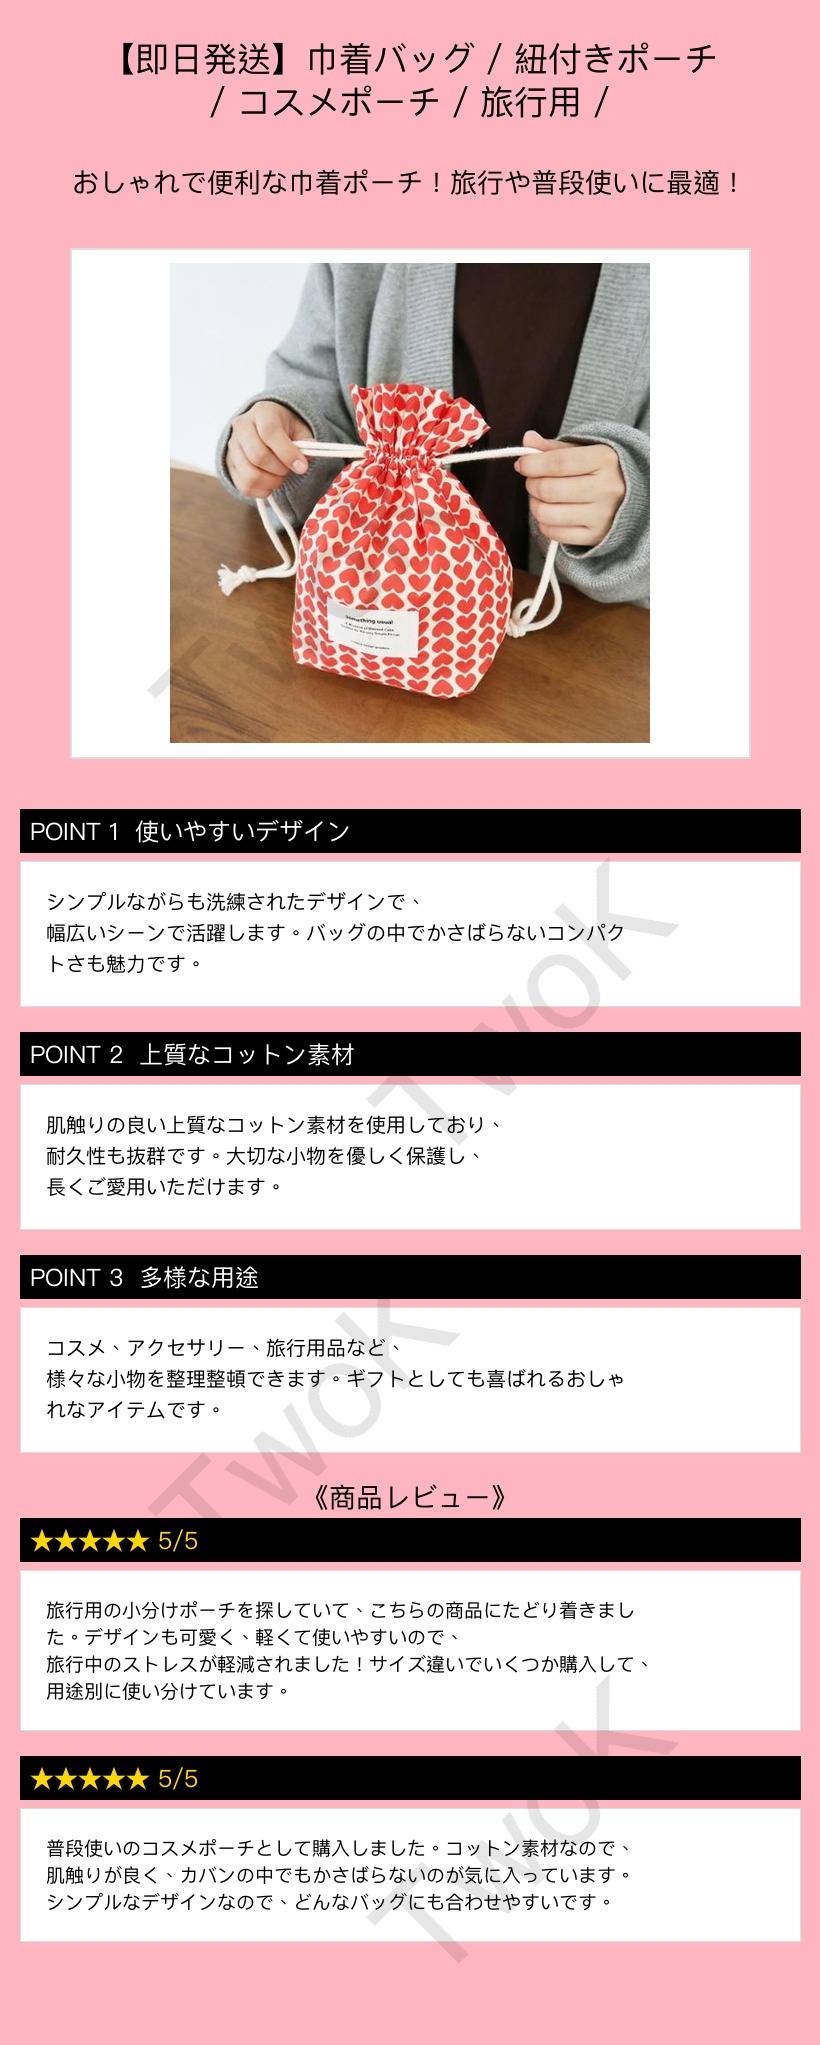 【即日発送】巾着バッグ / 紐付きポーチ
/ コスメポーチ / 旅行用 /
おしゃれで便利な巾着ポーチ！旅行や普段使いに最適！
Something usual
TwoK
POINT 1 使いやすいデザイン
シンプルながらも洗練されたデザインで、
幅広いシーンで活躍します。バッグの中でかさばらないコンパク
トさも魅力です。
TwoK
POINT 2 上質なコットン素材
肌触りの良い上質なコットン素材を使用しており、
耐久性も抜群です。大切な小物を優しく保護し、
長くご愛用いただけます。
POINT 3 多様な用途
コスメ、アクセサリー、旅行用品など、
様々な小物を整理整頓できます。ギフトとしても喜ばれるおしゃ
れなアイテムです。
TwoK
《商品レビュー》
★★★★★ 5/5
旅行用の小分けポーチを探していて、こちらの商品にたどり着きまし
た。デザインも可愛く、軽くて使いやすいので、
旅行中のストレスが軽減されました！サイズ違いでいくつか購入して、
用途別に使い分けています。
★★★★★ 5/5
普段使いのコスメポーチとして購入しました。コットン素材なので、
肌触りが良く、カバンの中でもかさばらないのが気に入っています。
シンプルなデザインなので、どんなバッグにも合わせやすいです。
TwoK